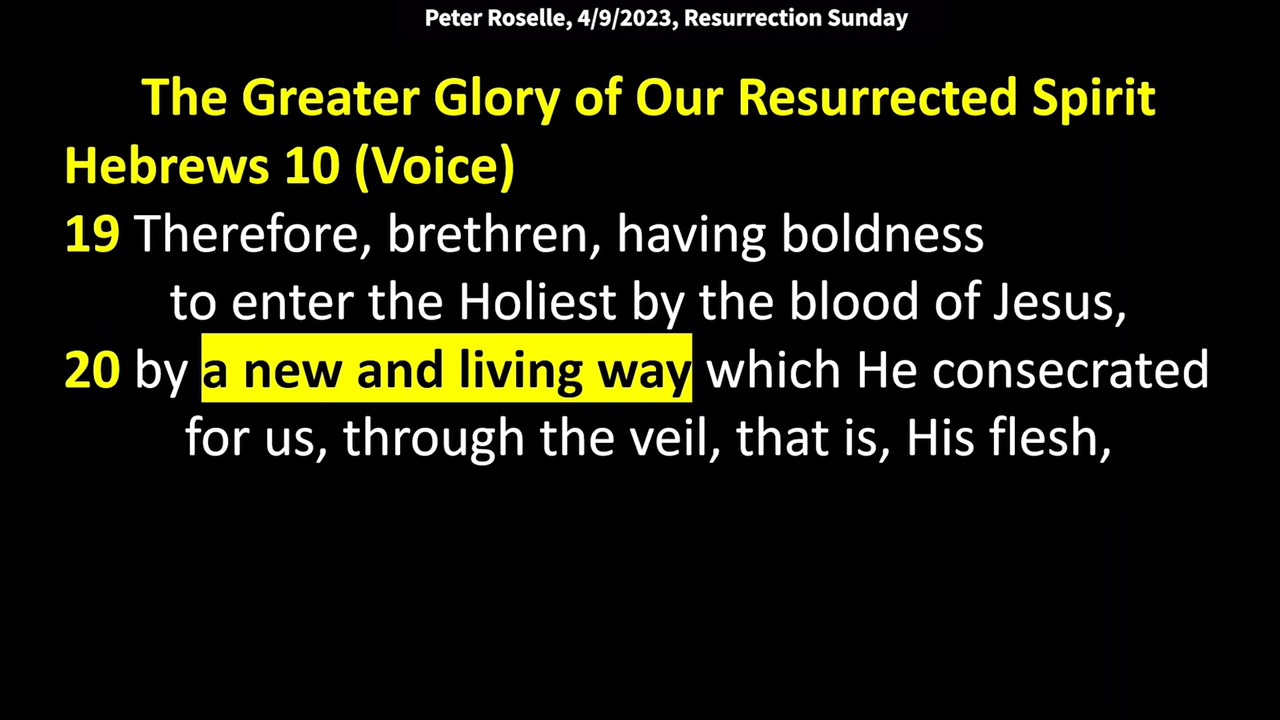 Peter Roselle, 4/9/2023, Resurrection Sunday
The Greater Glory of Our Resurrected Spirit
Hebrews 10 (Voice)
19 Therefore, brethren, having boldness
to enter the Holiest by the blood of Jesus,
20 by a new and living way which He consecrated
for us, through the veil, that is, His flesh,